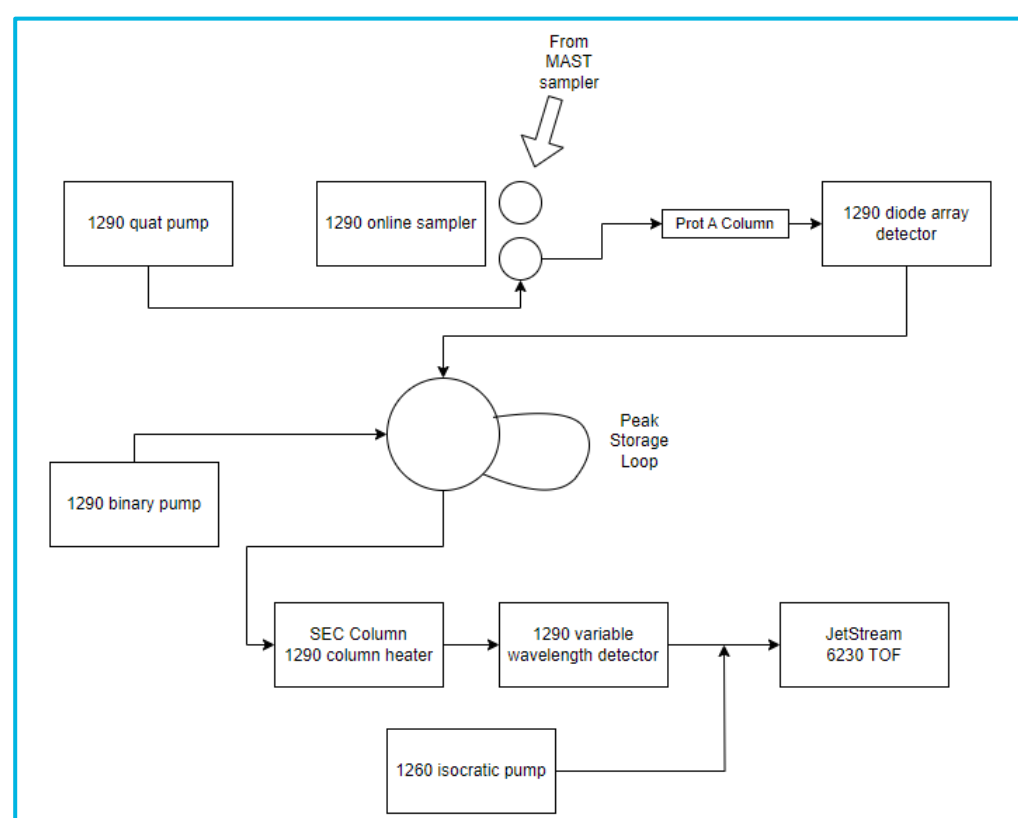 From
MAST
sampler
1290 quat pump
1290 online sampler
Prot A Column
1290 diode array
detector
Peak
Storage
Loop
1290 binary pump
SEC Column
1290 column heater
1290 variable
wavelength detector
JetStream
6230 TOF
1260 isocratic pump